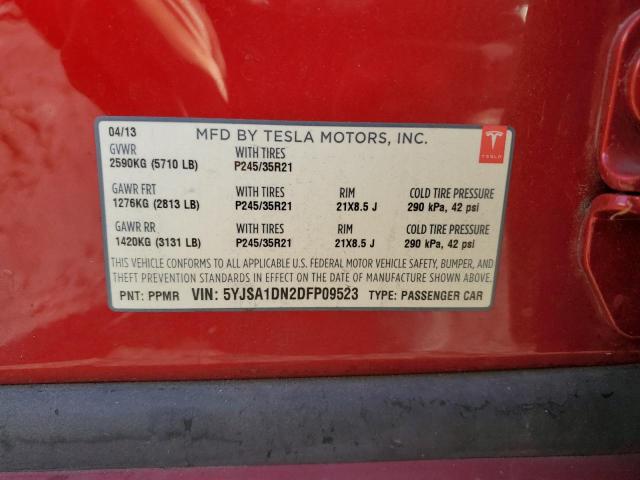 04/13 MFD BY TESLA MOTORS, INC.
TESLA
GVWR WITH TIRES
2590KG (5710 LB) P245/35R21
GAWR FRT WITH TIRES RIM COLD TIRE PRESSURE
1276KG (2813 LB) P245/35R21 21X8.5 J 290 kPa, 42 psi
GAWR RR WITH TIRES RIM COLD TIRE PRESSURE
1420KG (3131 LB) P245/35R21 21X8.5 J 290 kPa, 42 psi
THIS VEHICLE CONFORMS TO ALL APPLICABLE U.S. FEDERAL MOTOR VEHICLE SAFETY, BUMPER, AND
THEFT PREVENTION STANDARDS IN EFFECT ON THE DATE OF MANUFACTURE SHOWN ABOVE.
PNT: PPMR VIN: 5YJSA1DN2DFP09523 TYPE: PASSENGER CAR